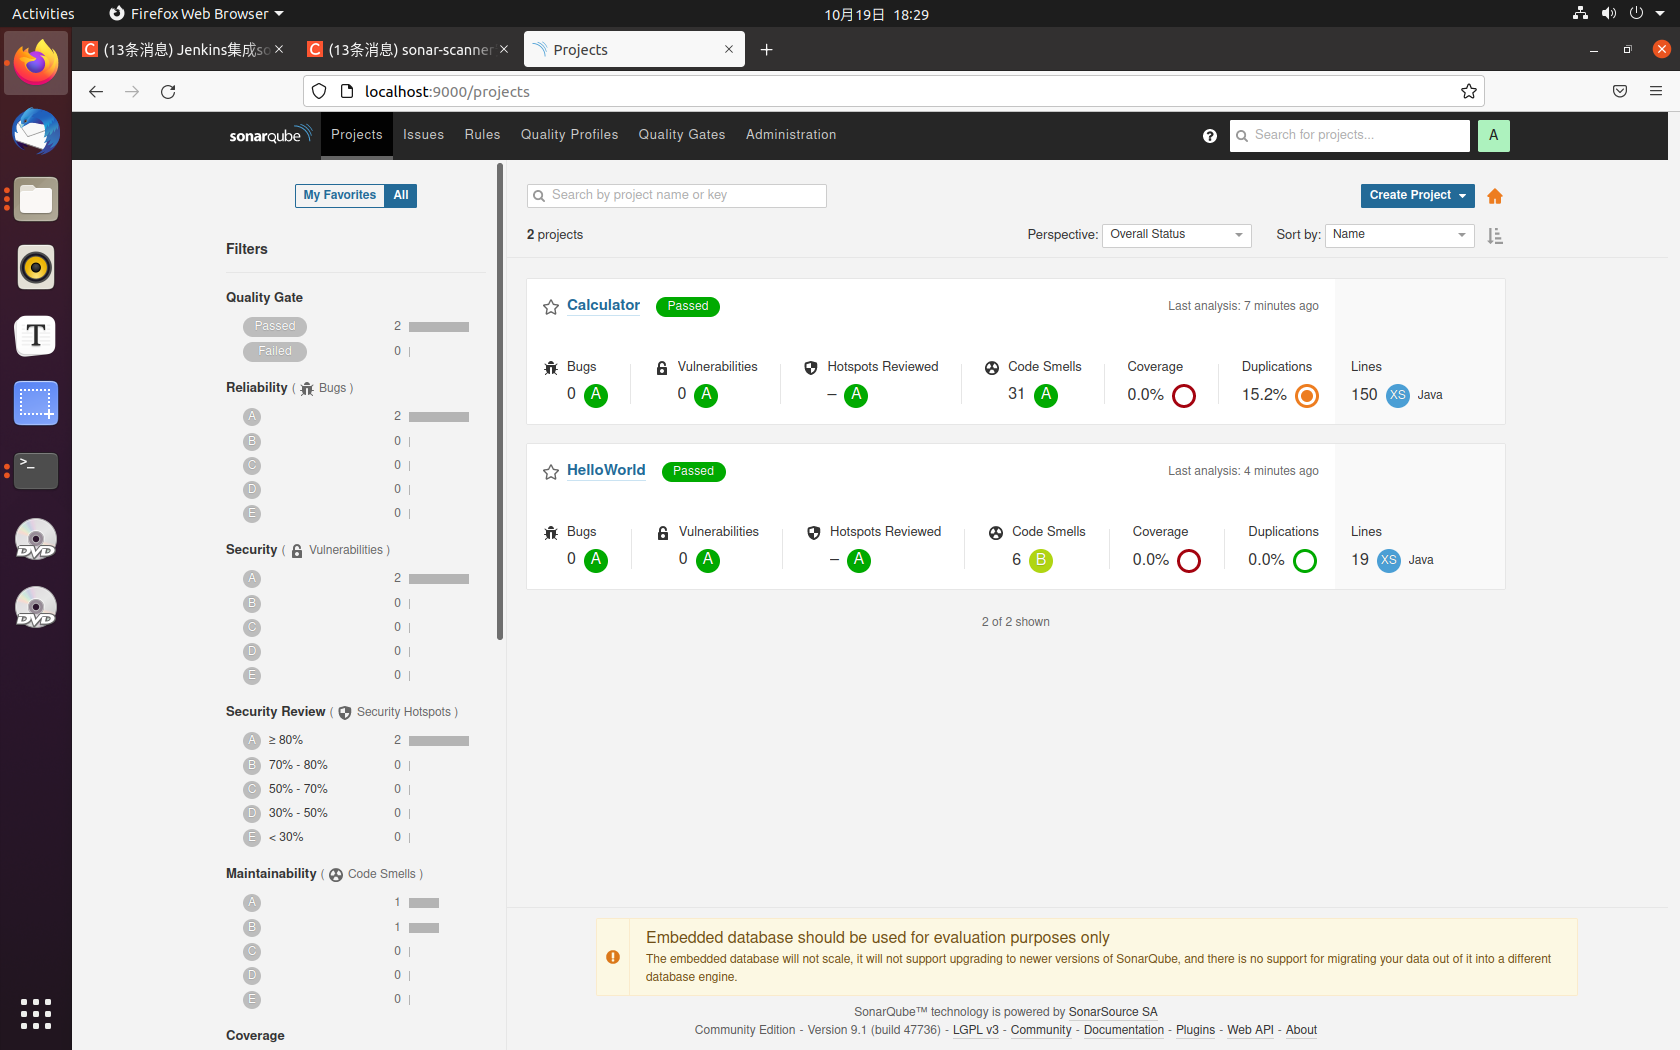 Activities
Firefox Web Browser
10月19日 18:29
(13条消息) Jenkins集成so
(13条消息) sonar-scanner
Projects
localhost:9000/projects
sonarqube
Projects
Issues
Rules
Quality Profiles
Quality Gates
Administration
Search for projects...
A
My Favorites
All
Search by project name or key
Create Project
2 projects
Perspective: Overall Status
Sort by: Name
Filters
Quality Gate
Passed 2
Failed 0
Reliability ( Bugs )
A 2
B 0
C 0
D 0
E 0
Security ( Vulnerabilities )
A 2
B 0
C 0
D 0
E 0
Security Review ( Security Hotspots )
A ≥ 80% 2
B 70% - 80% 0
C 50% - 70% 0
D 30% - 50% 0
E < 30% 0
Maintainability ( Code Smells )
A 1
B 1
C 0
D 0
E 0
Coverage
Calculator
Passed
Last analysis: 7 minutes ago
Bugs Vulnerabilities Hotspots Reviewed Code Smells Coverage Duplications Lines
0 A 0 A – A 31 A 0.0% 15.2% 150 XS Java
HelloWorld
Passed
Last analysis: 4 minutes ago
Bugs Vulnerabilities Hotspots Reviewed Code Smells Coverage Duplications Lines
0 A 0 A – A 6 B 0.0% 0.0% 19 XS Java
2 of 2 shown
Embedded database should be used for evaluation purposes only
The embedded database will not scale, it will not support upgrading to newer versions of SonarQube, and there is no support for migrating your data out of it into a different
database engine.
SonarQube™ technology is powered by SonarSource SA
Community Edition - Version 9.1 (build 47736) - LGPL v3 - Community - Documentation - Plugins - Web API - About
T
>_
DVD
DVD